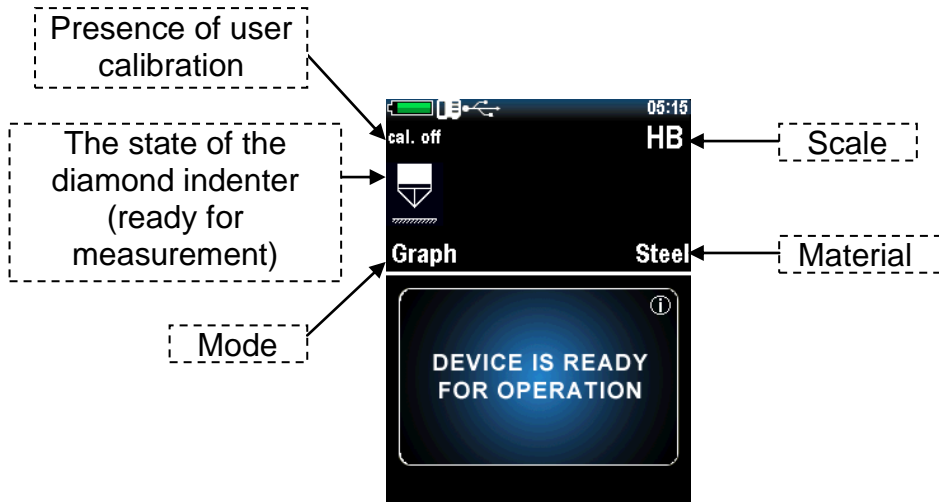 Presence of user
calibration
05:15
cal. off
HB
Scale
The state of the
diamond indenter
(ready for
measurement)
Graph
Steel
Material
Mode
DEVICE IS READY
FOR OPERATION